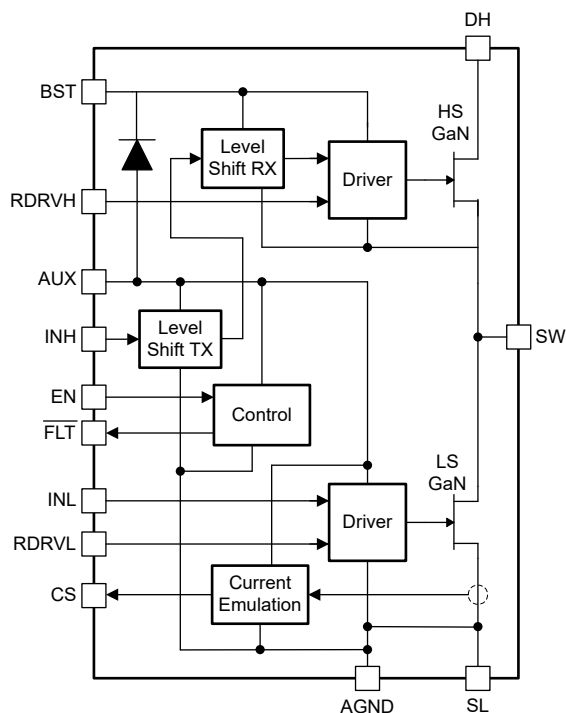 DH
BST
HS
GaN
Level
Shift RX
Driver
RDRVH
AUX
INH
Level
Shift TX
SW
EN
Control
FLT
LS
GaN
INL
Driver
RDRVL
CS
Current
Emulation
AGND
SL